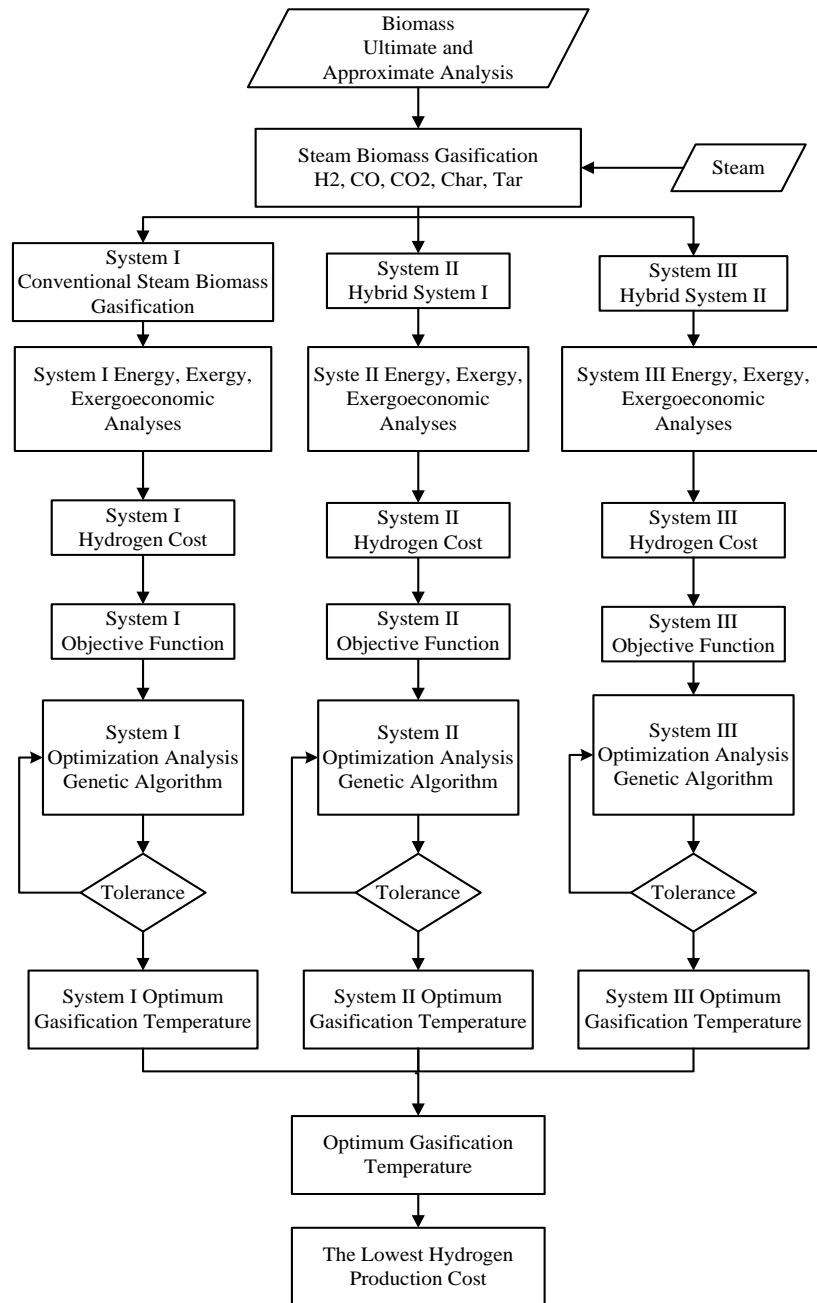 Biomass
Ultimate and
Approximate Analysis
Steam Biomass Gasification
H2, CO, CO2, Char, Tar
Steam
System I
Conventional Steam Biomass
Gasification
System II
Hybrid System I
System III
Hybrid System II
System I Energy, Exergy,
Exergoeconomic
Analyses
Syste II Energy, Exergy,
Exergoeconomic
Analyses
System III Energy, Exergy,
Exergoeconomic
Analyses
System I
Hydrogen Cost
System II
Hydrogen Cost
System III
Hydrogen Cost
System I
Objective Function
System II
Objective Function
System III
Objective Function
System I
Optimization Analysis
Genetic Algorithm
System II
Optimization Analysis
Genetic Algorithm
System III
Optimization Analysis
Genetic Algorithm
Tolerance
Tolerance
Tolerance
System I Optimum
Gasification Temperature
System II Optimum
Gasification Temperature
System III Optimum
Gasification Temperature
Optimum Gasification
Temperature
The Lowest Hydrogen
Production Cost